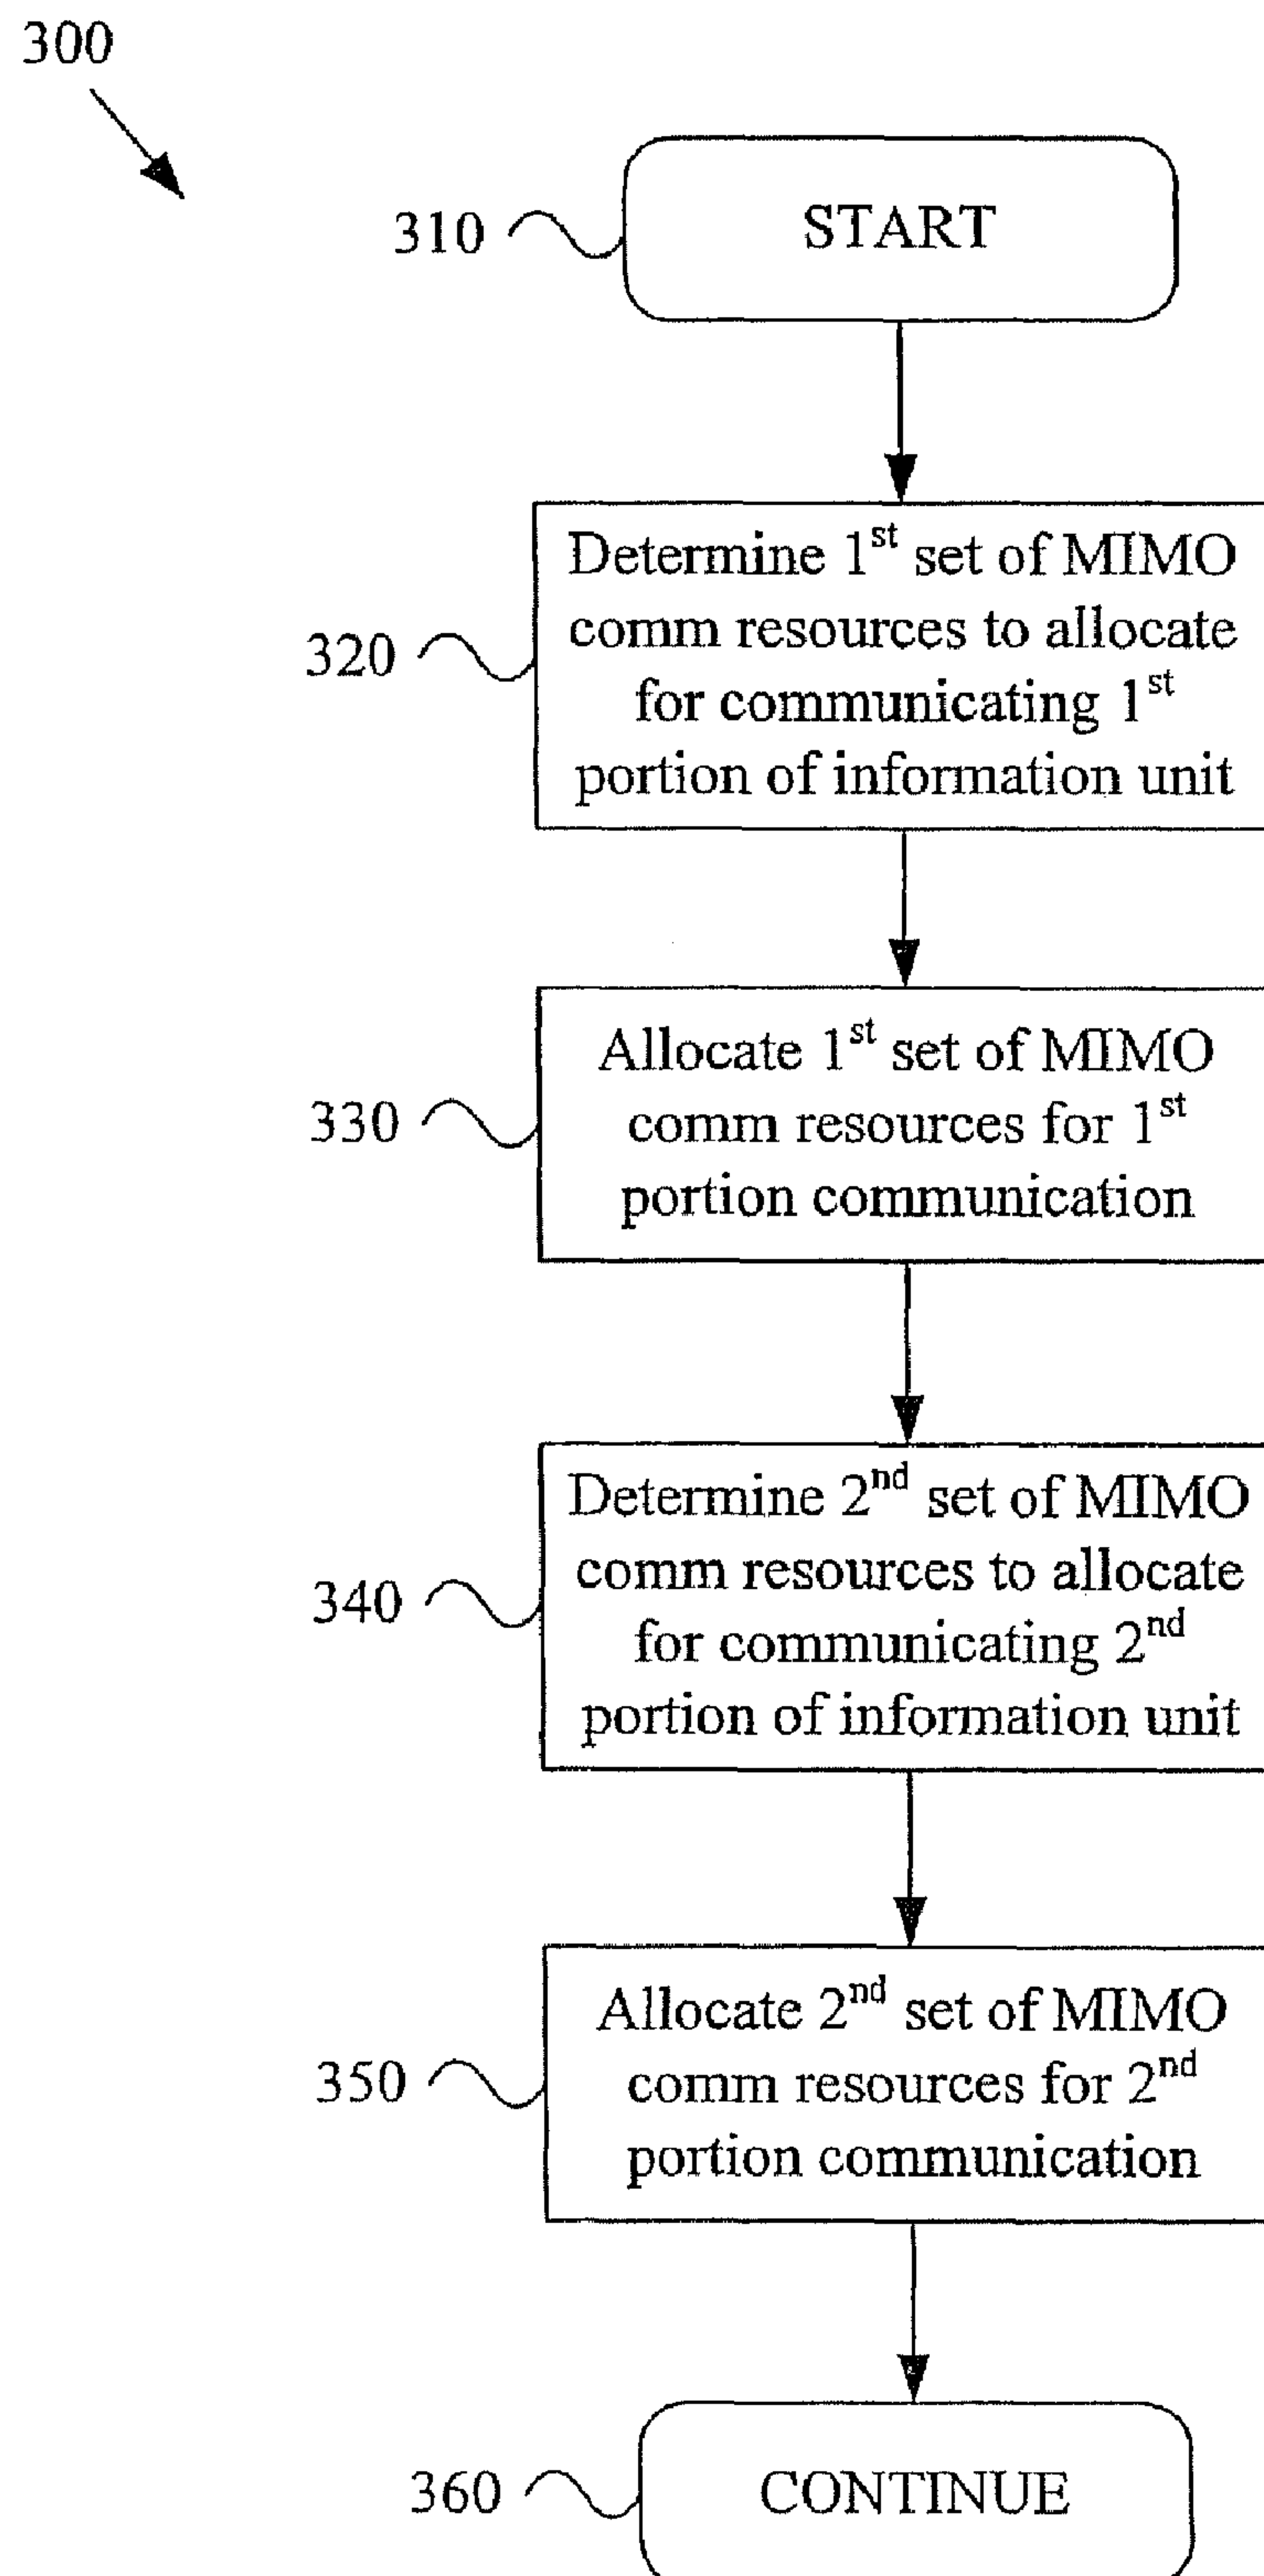 300
310
START
320
Determine 1st set of MIMO
comm resources to allocate
for communicating 1st
portion of information unit
330
Allocate 1st set of MIMO
comm resources for 1st
portion communication
340
Determine 2nd set of MIMO
comm resources to allocate
for communicating 2nd
portion of information unit
350
Allocate 2nd set of MIMO
comm resources for 2nd
portion communication
360
CONTINUE